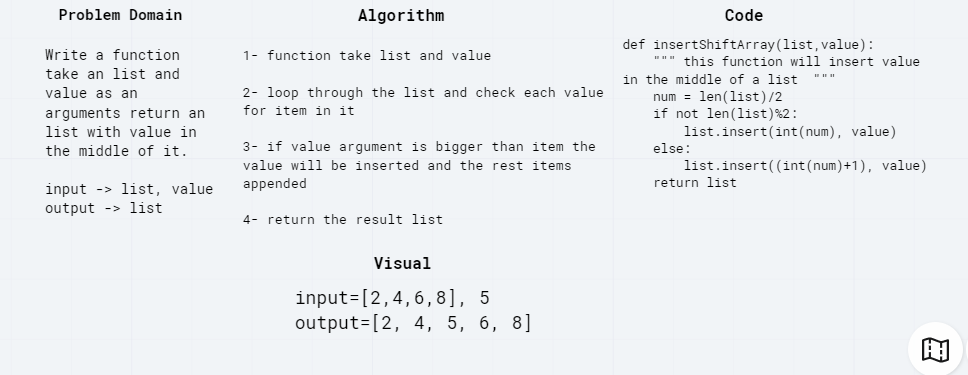 Problem Domain
Write a function
take an list and
value as an
arguments return an
list with value in
the middle of it.
input -> list, value
output -> list
Algorithm
1- function take list and value
2- loop through the list and check each value
for item in it
3- if value argument is bigger than item the
value will be inserted and the rest items
appended
4- return the result list
Visual
input=[2,4,6,8], 5
output=[2, 4, 5, 6, 8]
Code
def insertShiftArray(list,value):
    """ this function will insert value
in the middle of a list  """
    num = len(list)/2
    if not len(list)%2:
        list.insert(int(num), value)
    else:
        list.insert((int(num)+1), value)
    return list